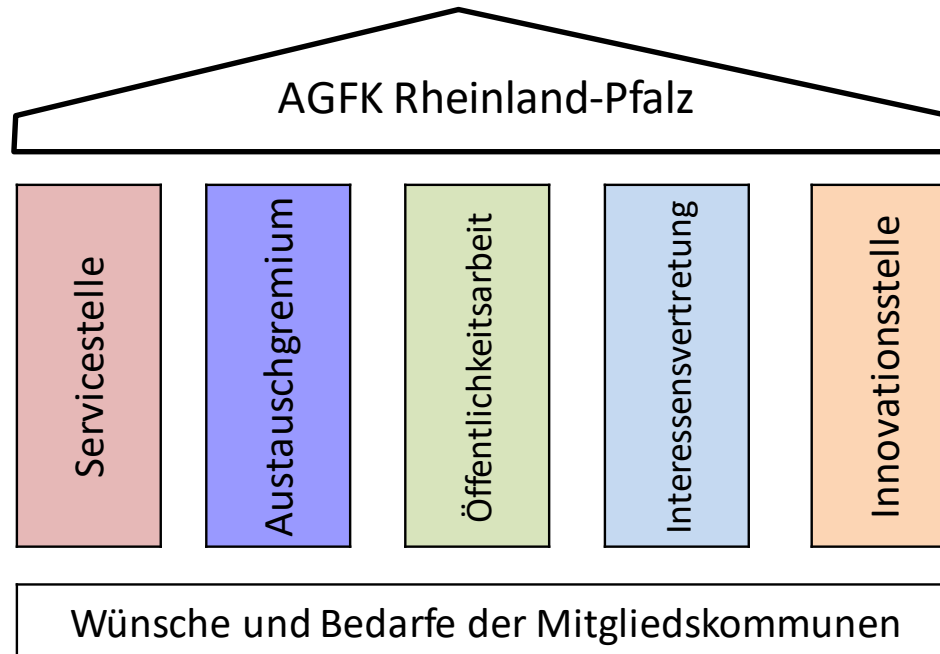 AGFK Rheinland-Pfalz
Servicestelle
Austauschgremium
Öffentlichkeitsarbeit
Interessensvertretung
Innovationsstelle
Wünsche und Bedarfe der Mitgliedskommunen